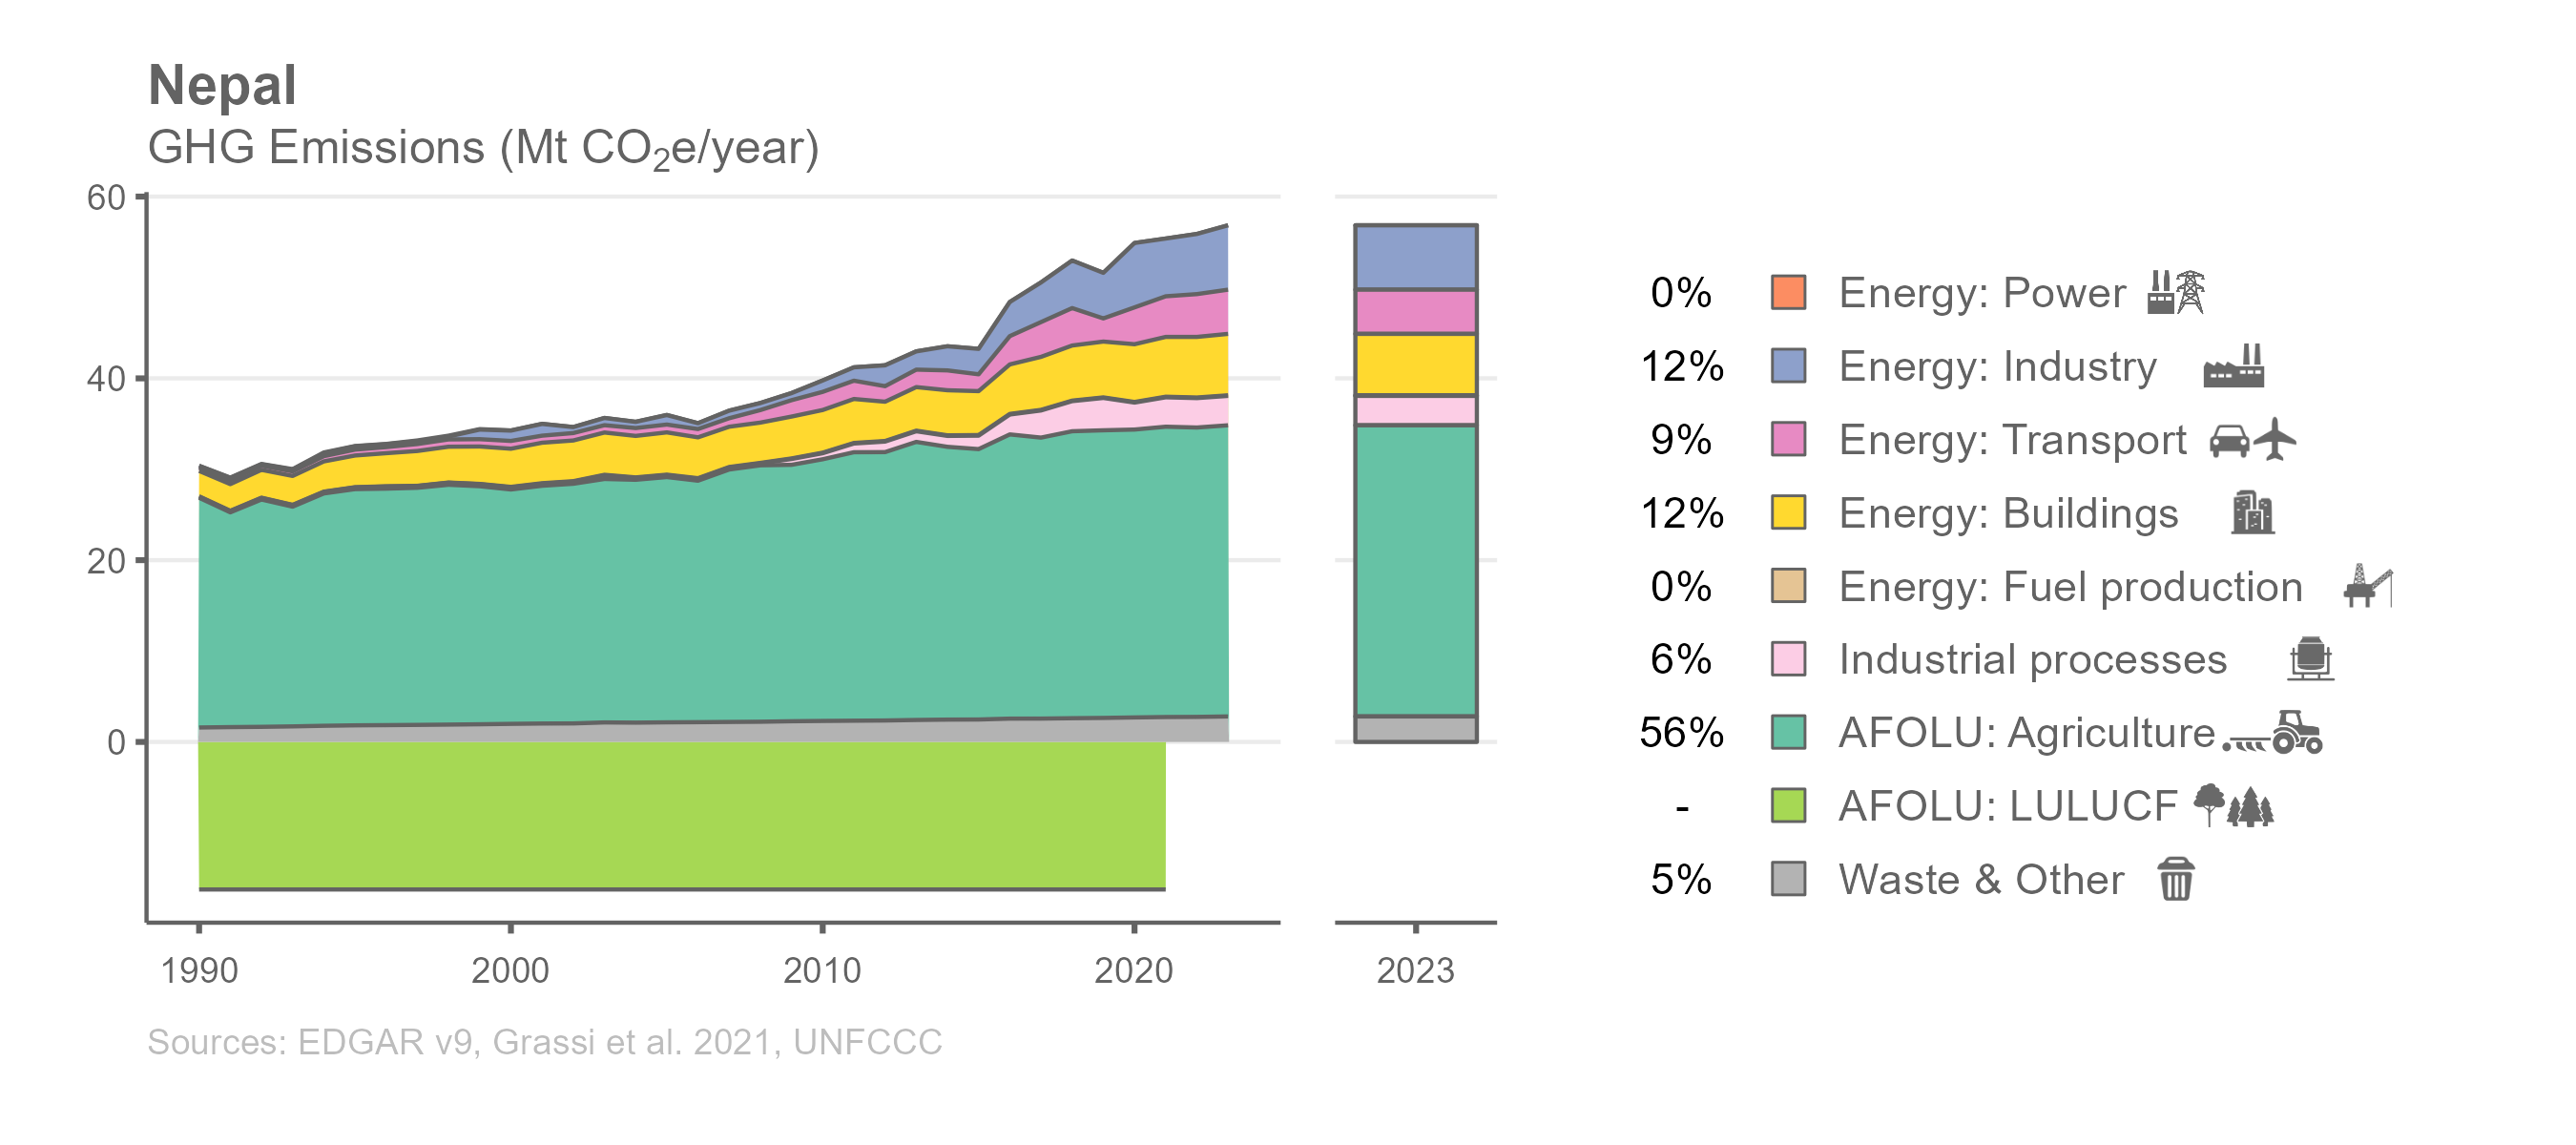 Nepal
GHG Emissions (Mt CO₂e/year)
60
40
20
0
1990
2000
2010
2020
2023
0% Energy: Power
12% Energy: Industry
9% Energy: Transport
12% Energy: Buildings
0% Energy: Fuel production
6% Industrial processes
56% AFOLU: Agriculture
- AFOLU: LULUCF
5% Waste & Other
Sources: EDGAR v9, Grassi et al. 2021, UNFCCC